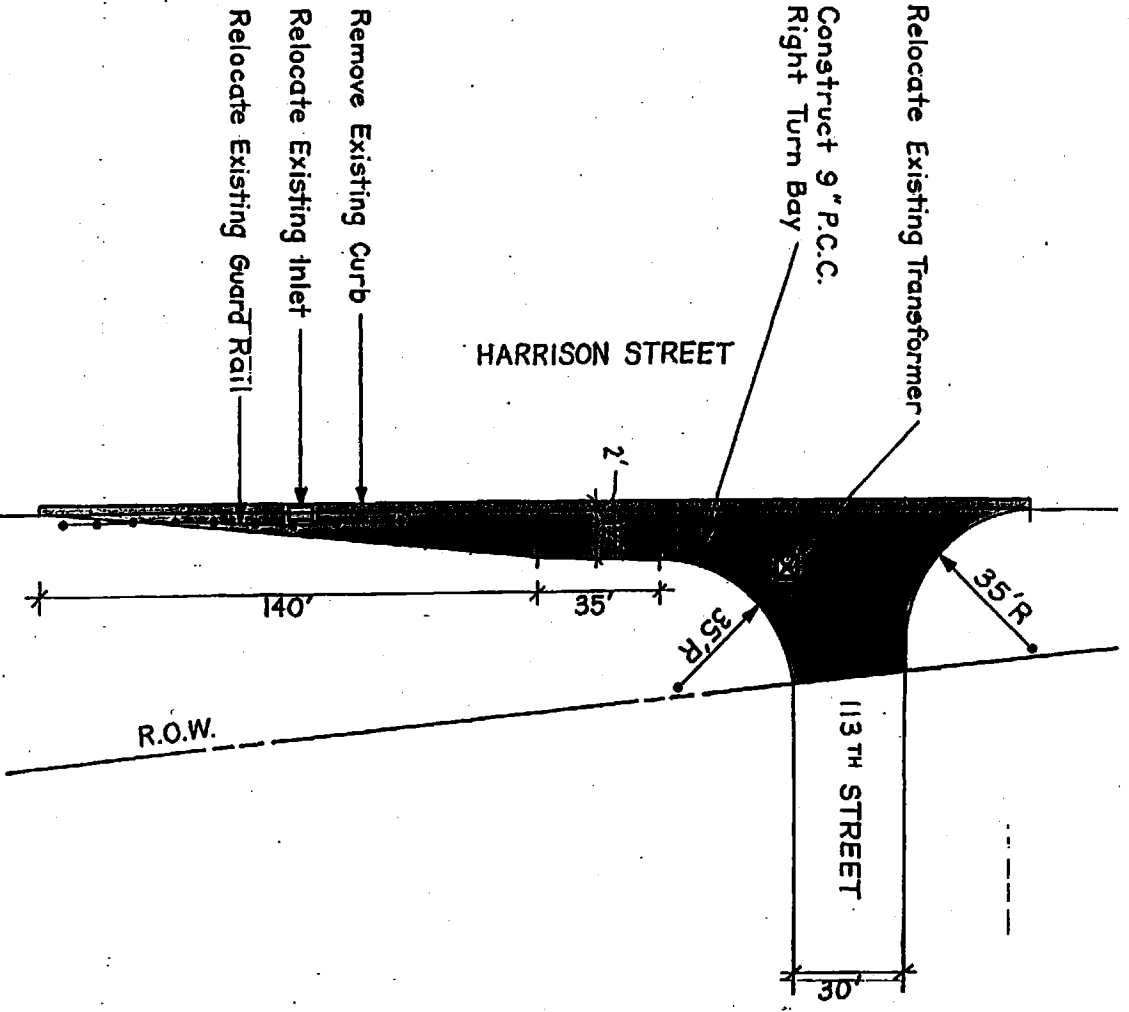 Relocate Existing Transformer
Construct 9" P.C.C.
Right Turn Bay
Remove Existing Curb
Relocate Existing Inlet
Relocate Existing Guard Rail
HARRISON STREET
2'
140'
35'
35'R
35'R
R.O.W.
113TH STREET
30'